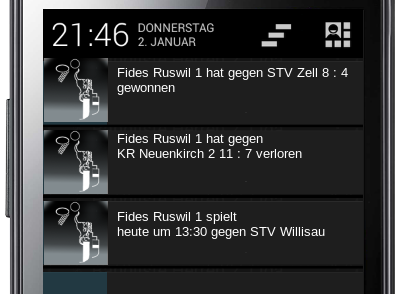 21:46
DONNERSTAG
2. JANUAR
Fides Ruswil 1 hat gegen STV Zell 8 : 4
gewonnen
Fides Ruswil 1 hat gegen
KR Neuenkirch 2 11 : 7 verloren
Fides Ruswil 1 spielt
heute um 13:30 gegen STV Willisau